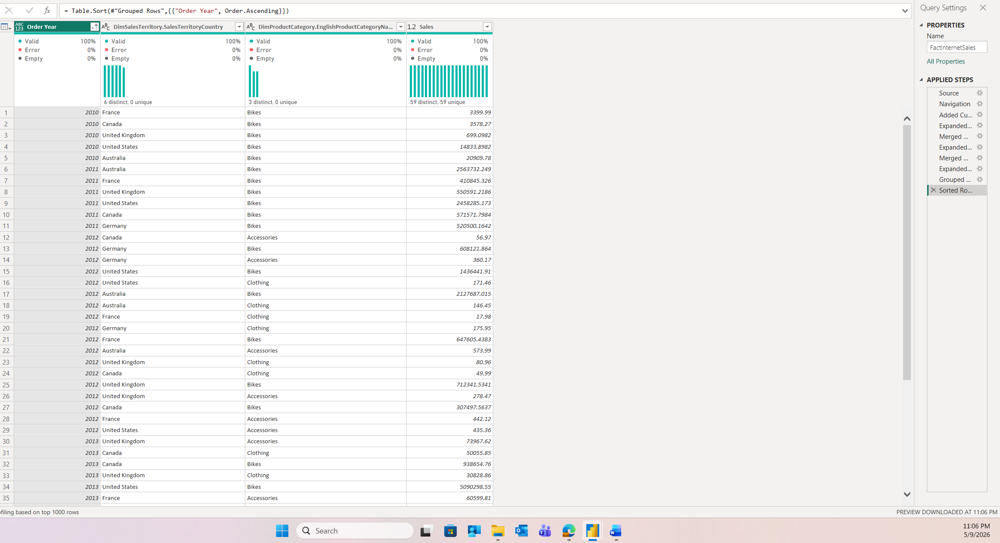 fx = Table.Sort(#"Grouped Rows",{{"Order Year", Order.Ascending}})
ABC 123 Order Year ABC DimSalesTerritory.SalesTerritoryCountry ABC DimProductCategory.EnglishProductCategoryNa... 1.2 Sales
Valid 100% Valid 100% Valid 100% Valid 100%
Error 0% Error 0% Error 0% Error 0%
Empty 0% Empty 0% Empty 0% Empty 0%
6 distinct, 0 unique 3 distinct, 0 unique 59 distinct, 59 unique
1 2010 France Bikes 3399.99
2 2010 Canada Bikes 3578.27
3 2010 United Kingdom Bikes 699.0982
4 2010 United States Bikes 14833.8982
5 2010 Australia Bikes 20909.78
6 2011 Australia Bikes 2563732.249
7 2011 France Bikes 410845.326
8 2011 United Kingdom Bikes 550591.2186
9 2011 United States Bikes 2458285.173
10 2011 Canada Bikes 571571.7984
11 2011 Germany Bikes 520500.1642
12 2012 Canada Accessories 56.97
13 2012 Germany Bikes 608121.864
14 2012 Germany Accessories 360.17
15 2012 United States Bikes 1436441.91
16 2012 United States Clothing 171.46
17 2012 Australia Bikes 2127687.015
18 2012 Australia Clothing 146.45
19 2012 France Clothing 17.98
20 2012 Germany Clothing 175.95
21 2012 France Bikes 647605.4383
22 2012 Australia Accessories 573.99
23 2012 United Kingdom Clothing 80.96
24 2012 Canada Clothing 49.99
25 2012 United Kingdom Bikes 712341.5341
26 2012 United Kingdom Accessories 278.47
27 2012 Canada Bikes 307497.5637
28 2012 France Accessories 442.12
29 2012 United States Accessories 435.36
30 2013 United Kingdom Accessories 73967.62
31 2013 Canada Clothing 50055.85
32 2013 Canada Bikes 938654.76
33 2013 United Kingdom Clothing 30828.86
34 2013 United States Bikes 5090298.55
35 2013 France Accessories 60599.81
Query Settings
PROPERTIES
Name
FactInternetSales
All Properties
APPLIED STEPS
Source
Navigation
Added Cu...
Expanded...
Merged ...
Expanded...
Merged ...
Expanded...
Grouped ...
Sorted Ro...
filing based on top 1000 rows
PREVIEW DOWNLOADED AT 11:06 PM
Search
11:06 PM
5/9/2026